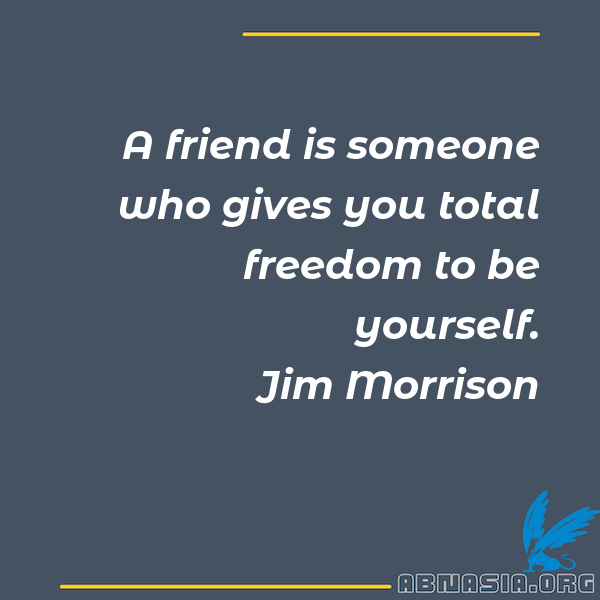 A friend is someone
who gives you total
freedom to be
yourself.
Jim Morrison
ABNASIA.ORG